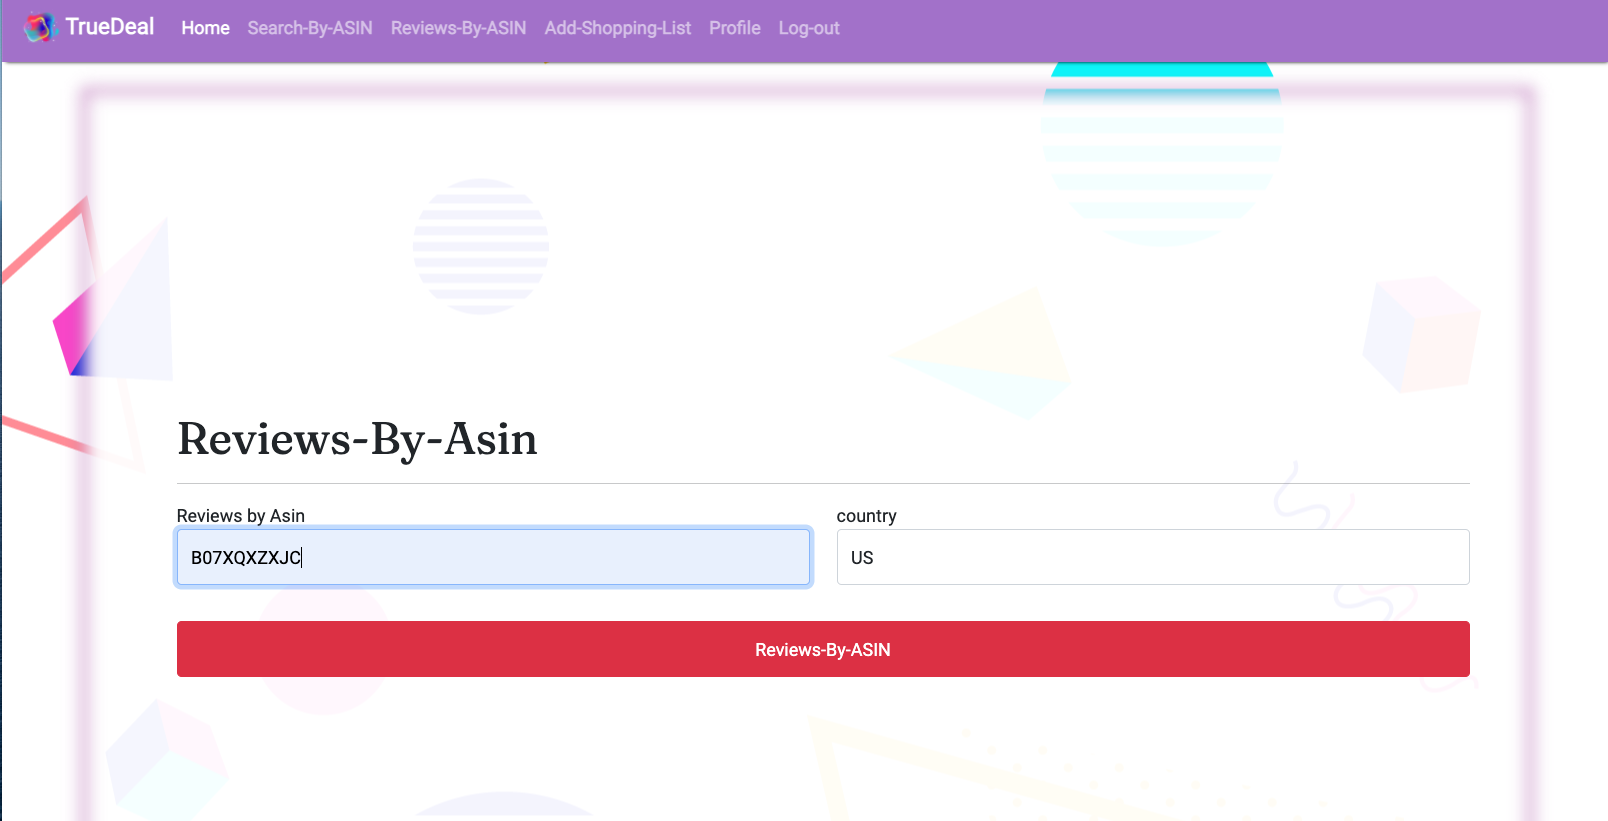 TrueDeal Home Search-By-ASIN Reviews-By-ASIN Add-Shopping-List Profile Log-out
Reviews-By-Asin
Reviews by Asin country
B07XQXZXJC US
Reviews-By-ASIN